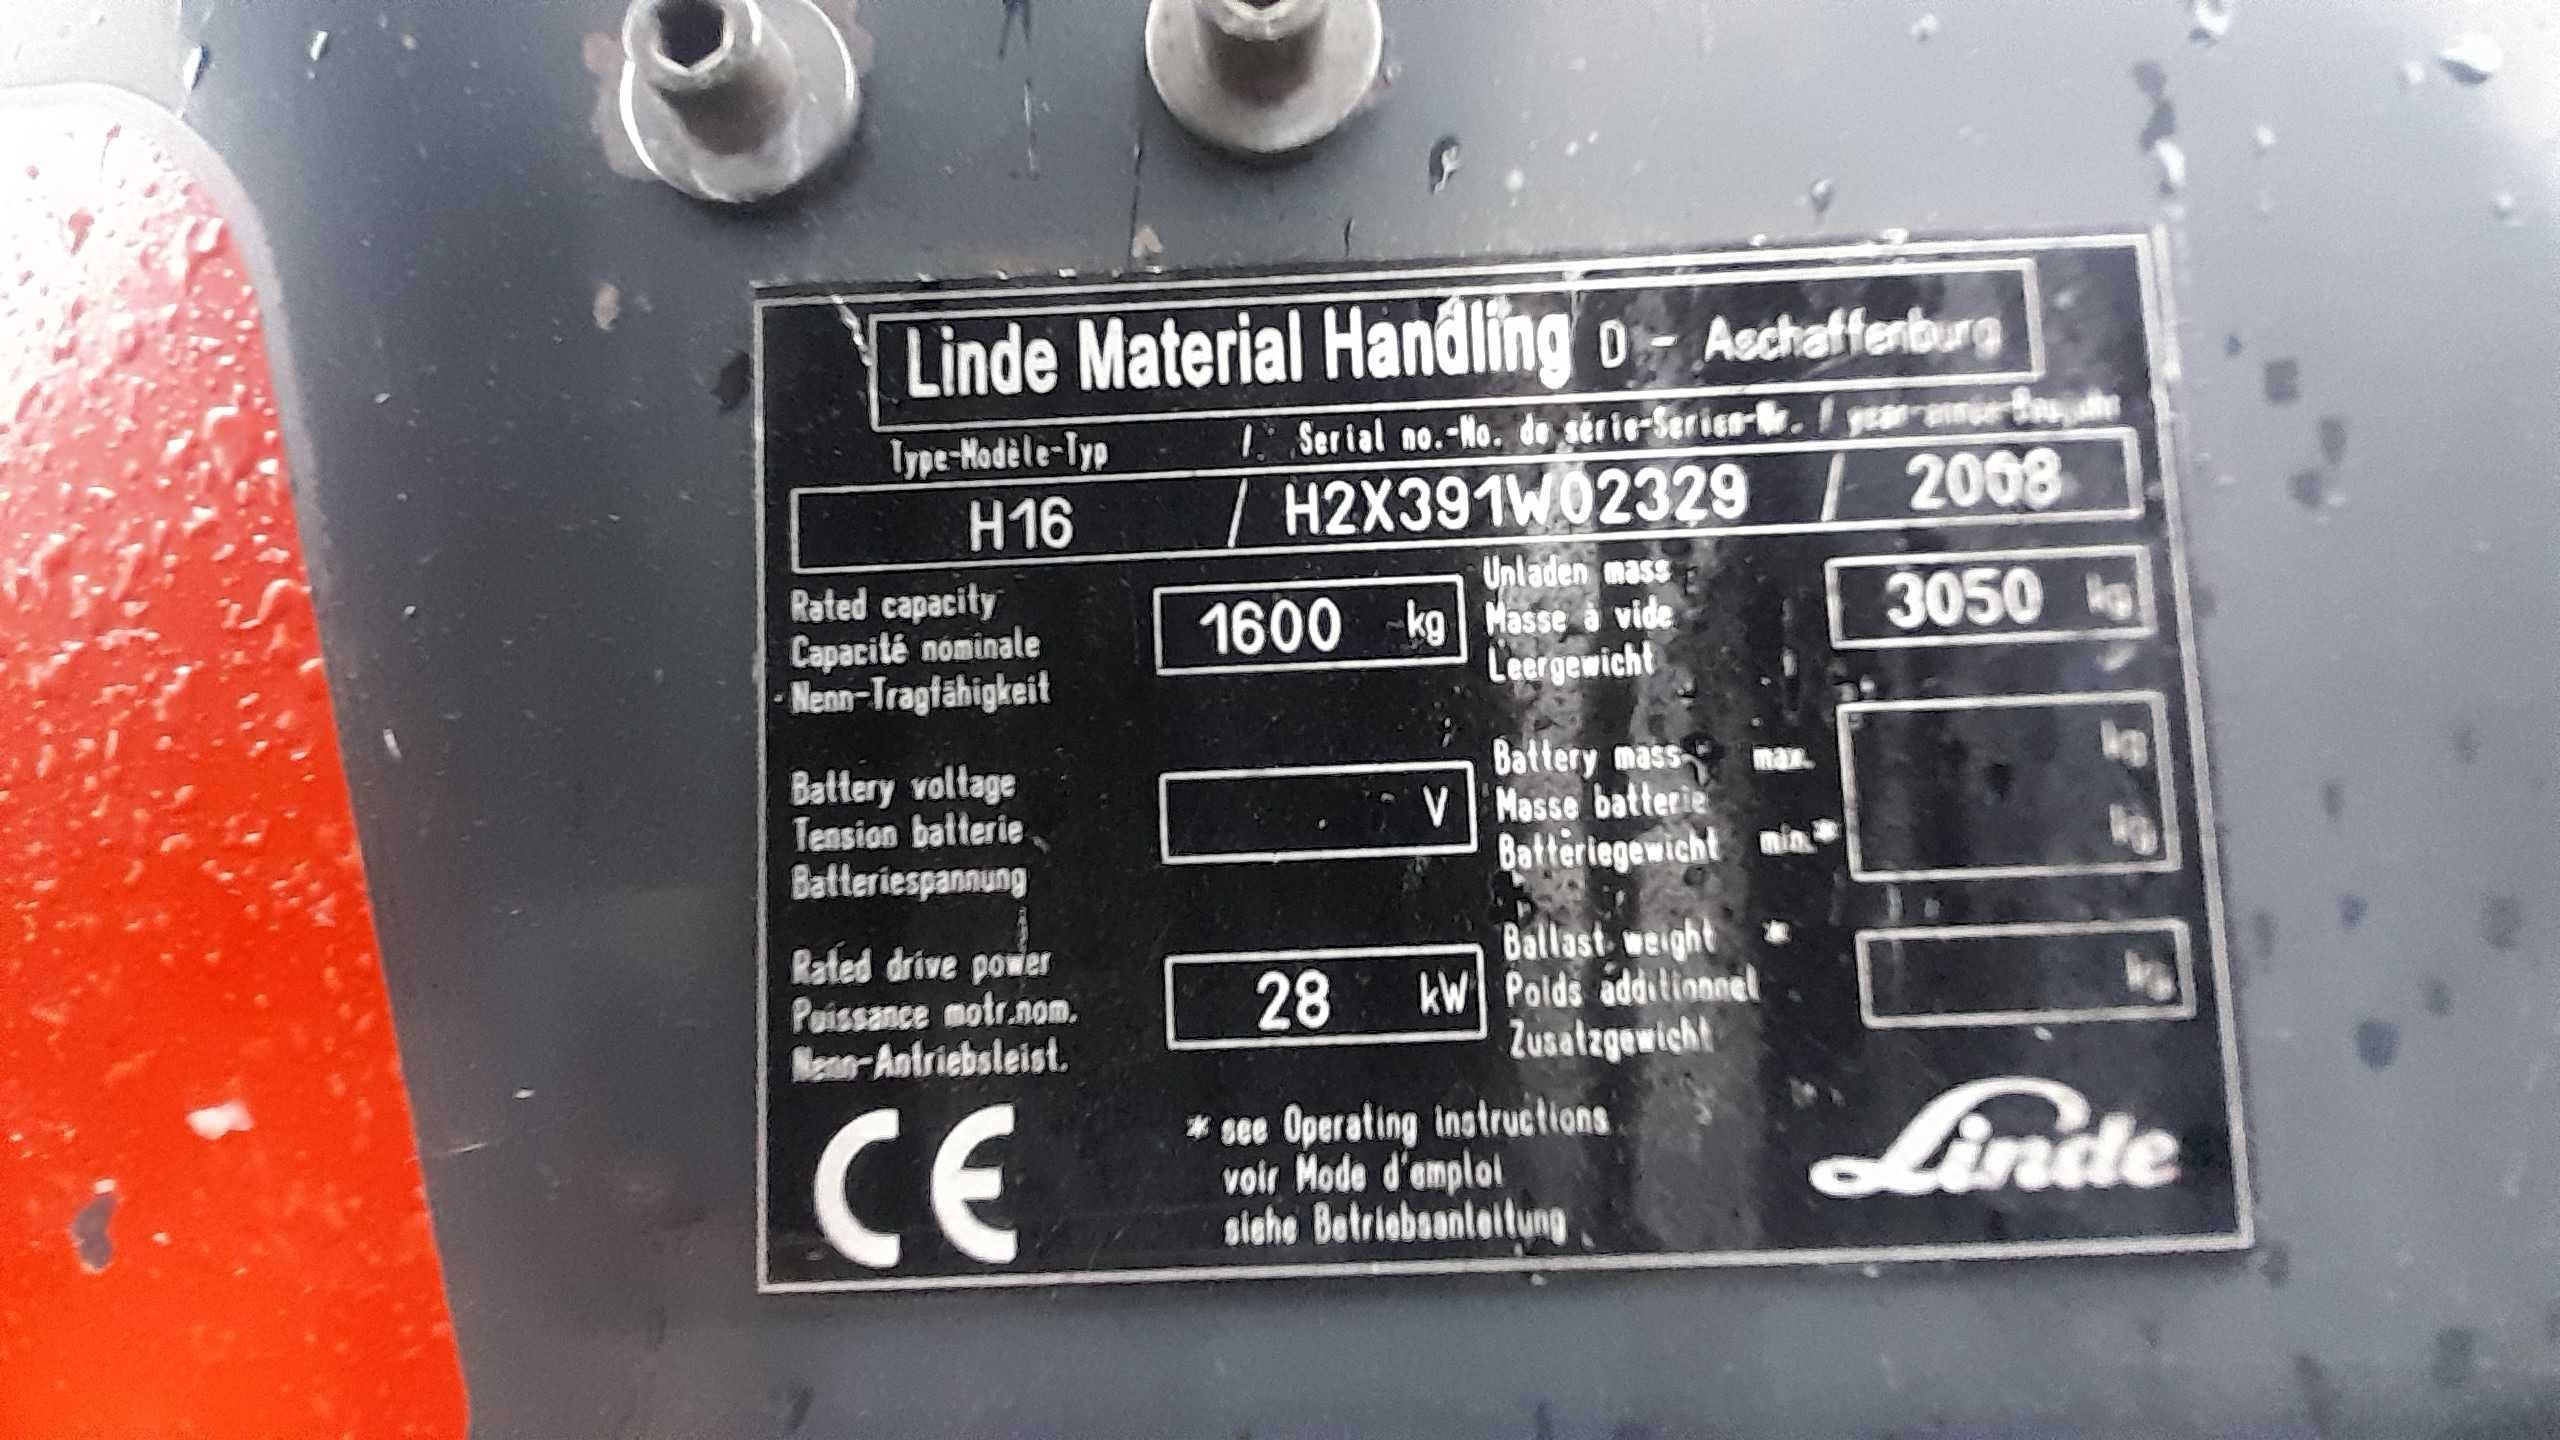 Linde Material Handling D - Aschaffenburg
Type-Modèle-Typ / Serial no.-No. de série-Serien-Nr. / year-année-Baujahr
H16 / H2X391W02329 / 2008
Rated capacity
Capacité nominale
Nenn-Tragfähigkeit
1600 kg
Unladen mass
Masse à vide
Leergewicht
3050 kg
Battery voltage
Tension batterie
Batteriespannung
V
Battery mass max.
Masse batterie
Batteriegewicht min.*
kg
kg
Rated drive power
Puissance motr.nom.
Nenn-Antriebsleist.
28 kW
Ballast weight *
Poids additionnel
Zusatzgewicht
kg
CE
* see Operating instructions
voir Mode d'emploi
siehe Betriebsanleitung
Linde